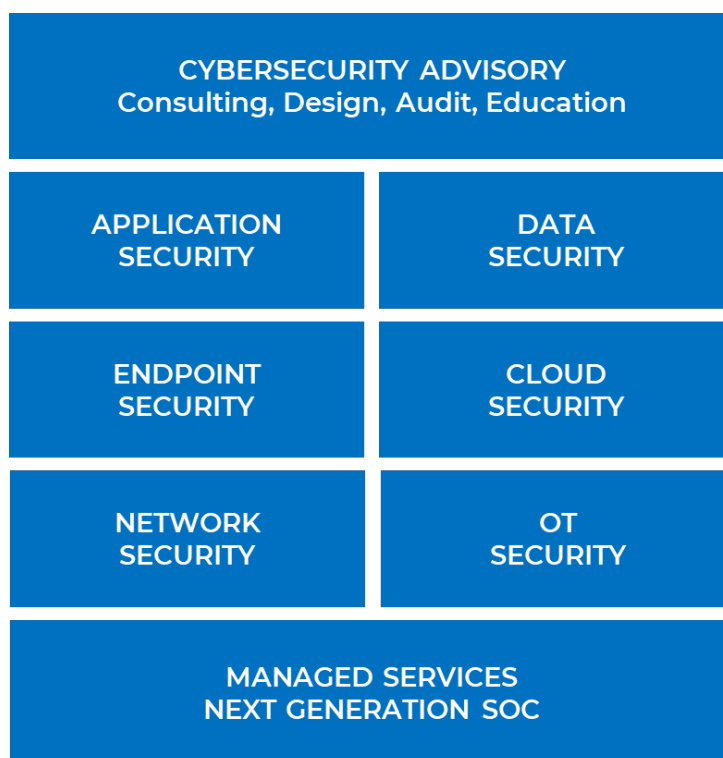 CYBERSECURITY ADVISORY
Consulting, Design, Audit, Education
APPLICATION
SECURITY
DATA
SECURITY
ENDPOINT
SECURITY
CLOUD
SECURITY
NETWORK
SECURITY
OT
SECURITY
MANAGED SERVICES
NEXT GENERATION SOC